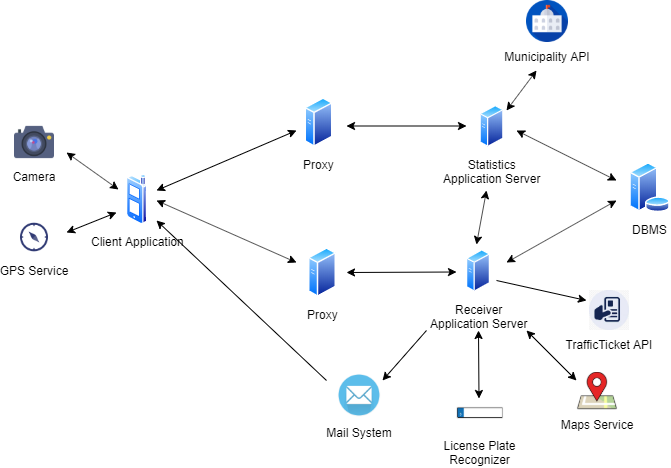 Municipality API
Proxy
Statistics
Application Server
Camera
DBMS
Client Application
GPS Service
Proxy
Receiver
Application Server
TrafficTicket API
Mail System
Maps Service
License Plate
Recognizer